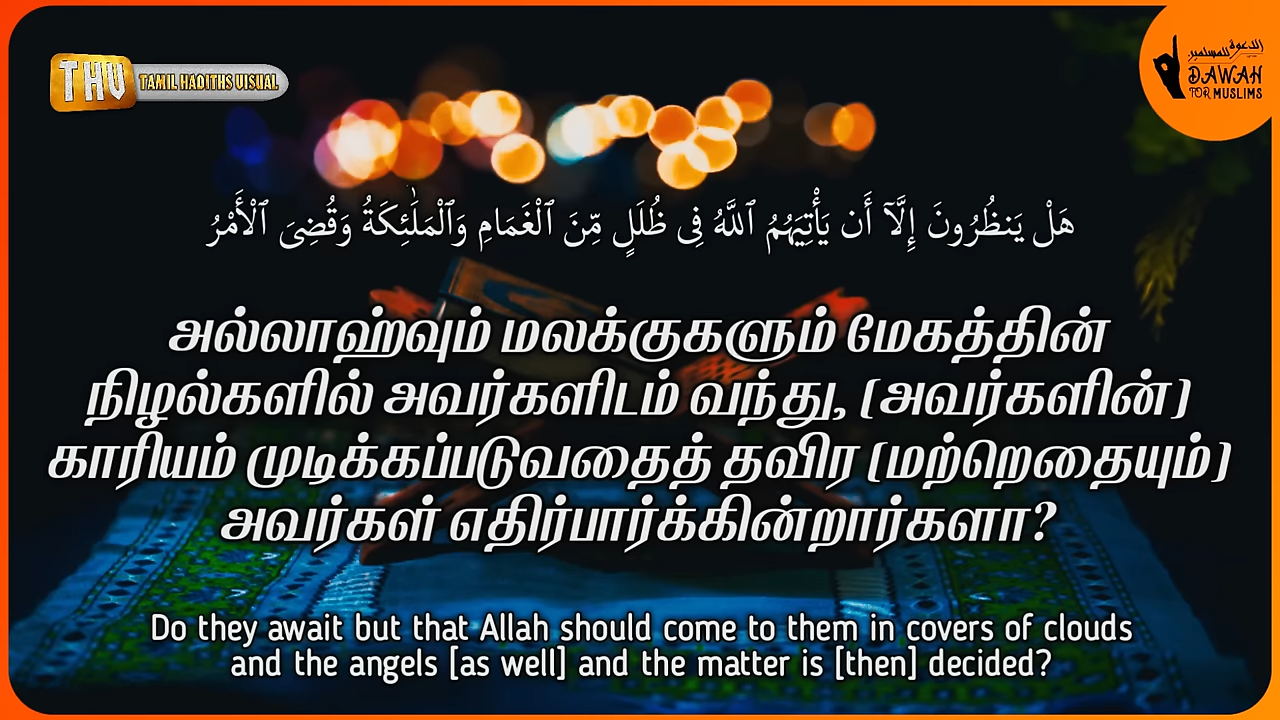 THV
TAMIL HADITHS VISUAL
الدعوة للمسلمين
DAWAH
FOR MUSLIMS
هَلْ يَنظُرُونَ إِلَّآ أَن يَأْتِيَهُمُ ٱللَّهُ فِى ظُلَلٍ مِّنَ ٱلْغَمَامِ وَٱلْمَلَٰٓئِكَةُ وَقُضِىَ ٱلْأَمْرُ
அல்லாஹ்வும் மலக்குகளும் மேகத்தின்
நிழல்களில் அவர்களிடம் வந்து, (அவர்களின்)
காரியம் முடிக்கப்படுவதைத் தவிர (மற்றெதையும்)
அவர்கள் எதிர்பார்க்கின்றார்களா?
Do they await but that Allah should come to them in covers of clouds
and the angels [as well] and the matter is [then] decided?